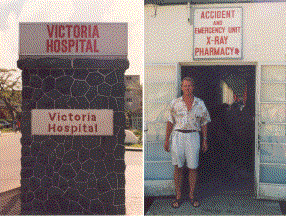 VICTORIA
HOSPITAL
Victoria
Hospital
ACCIDENT
AND
EMERGENCY UNIT
X-RAY
PHARMACY